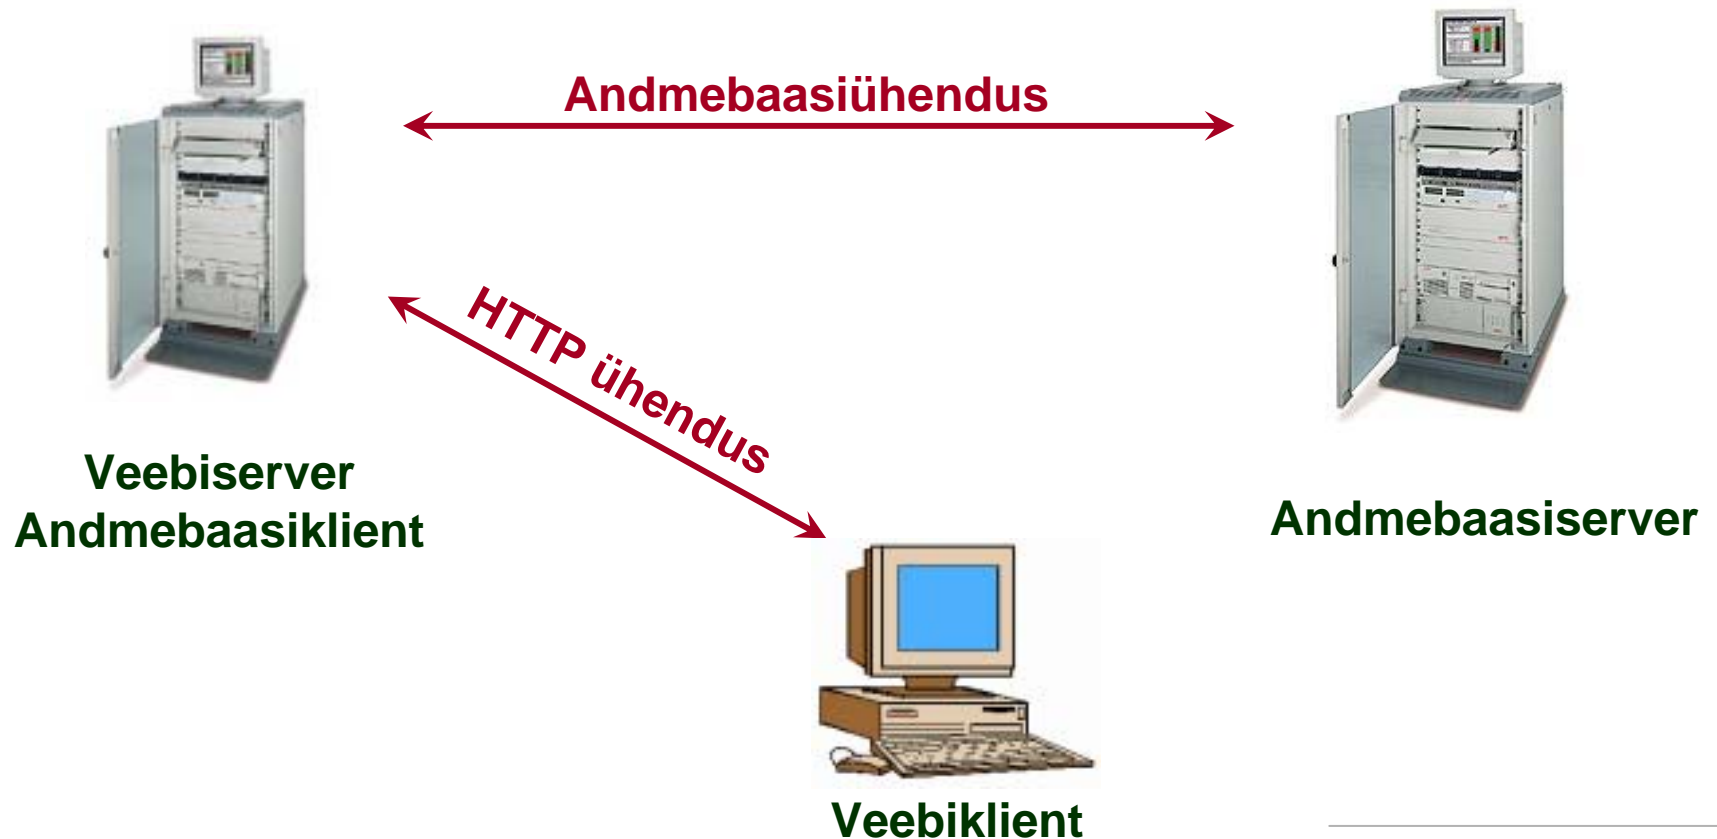 Andmebaasiühendus
HTTP ühendus
Veebiserver
Andmebaasiklient
Andmebaasiserver
Veebiklient